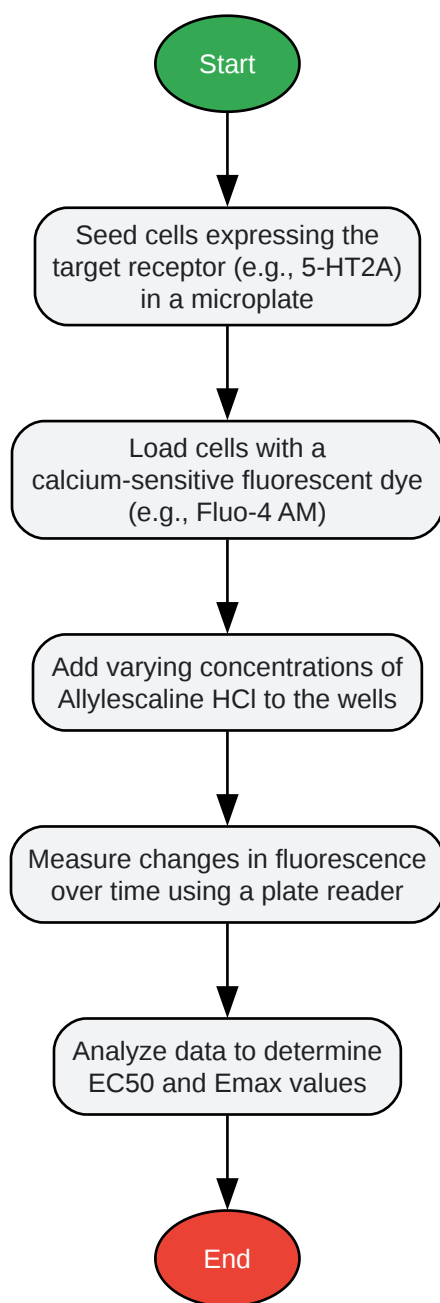 Start
Seed cells expressing the
target receptor (e.g., 5-HT2A)
in a microplate
Load cells with a
calcium-sensitive fluorescent dye
(e.g., Fluo-4 AM)
Add varying concentrations of
Allylescaline HCl to the wells
Measure changes in fluorescence
over time using a plate reader
Analyze data to determine
EC50 and Emax values
End